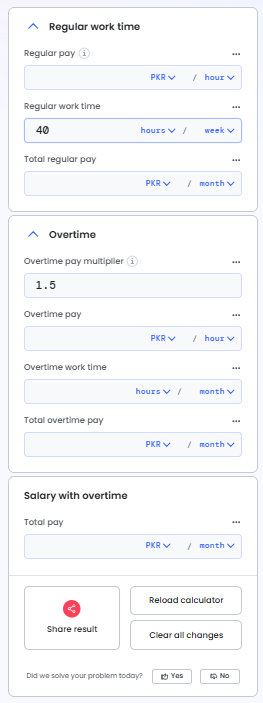 Regular work time
Regular pay i ...
PKR / hour
Regular work time ...
40 hours / week
Total regular pay ...
PKR / month
Overtime
Overtime pay multiplier i ...
1.5
Overtime pay ...
PKR / hour
Overtime work time ...
hours / month
Total overtime pay ...
PKR / month
Salary with overtime
Total pay ...
PKR / month
Share result
Reload calculator
Clear all changes
Did we solve your problem today? Yes No